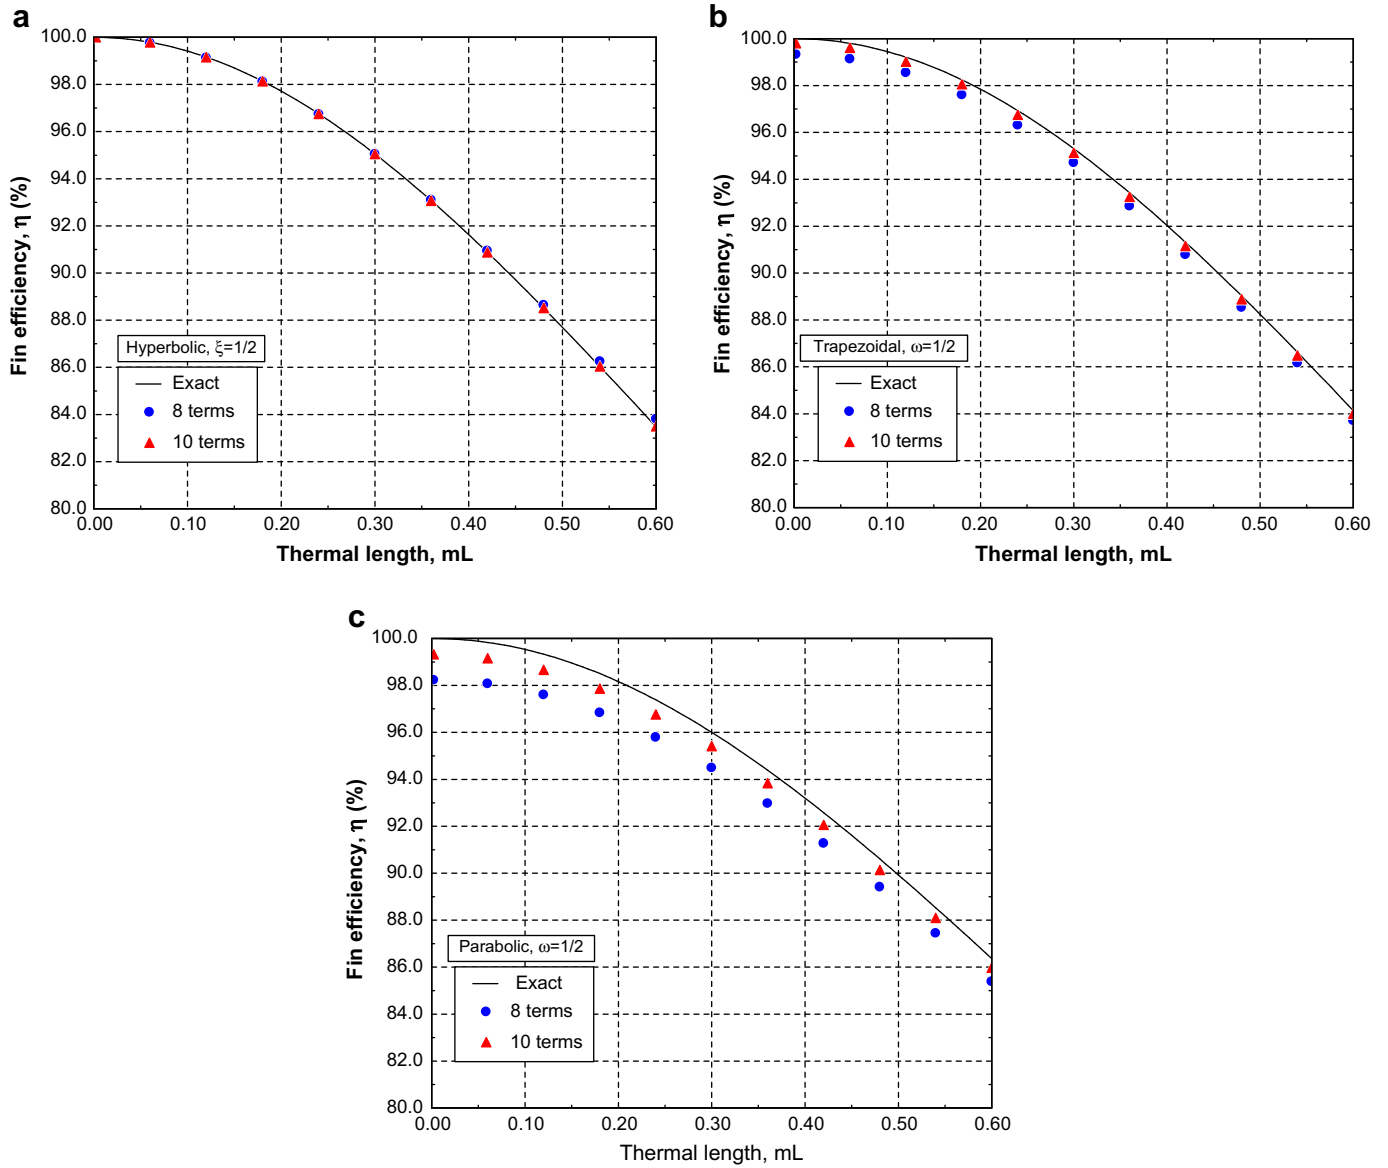 a
100.0
98.0
96.0
94.0
92.0
90.0
88.0
86.0
84.0
82.0
80.0
Fin efficiency, η (%)
Hyperbolic, ξ=1/2
Exact
8 terms
10 terms
0.00 0.10 0.20 0.30 0.40 0.50 0.60
Thermal length, mL
b
100.0
98.0
96.0
94.0
92.0
90.0
88.0
86.0
84.0
82.0
80.0
Fin efficiency, η (%)
Trapezoidal, ω=1/2
Exact
8 terms
10 terms
0.00 0.10 0.20 0.30 0.40 0.50 0.60
Thermal length, mL
c
100.0
98.0
96.0
94.0
92.0
90.0
88.0
86.0
84.0
82.0
80.0
Fin efficiency, η (%)
Parabolic, ω=1/2
Exact
8 terms
10 terms
0.00 0.10 0.20 0.30 0.40 0.50 0.60
Thermal length, mL